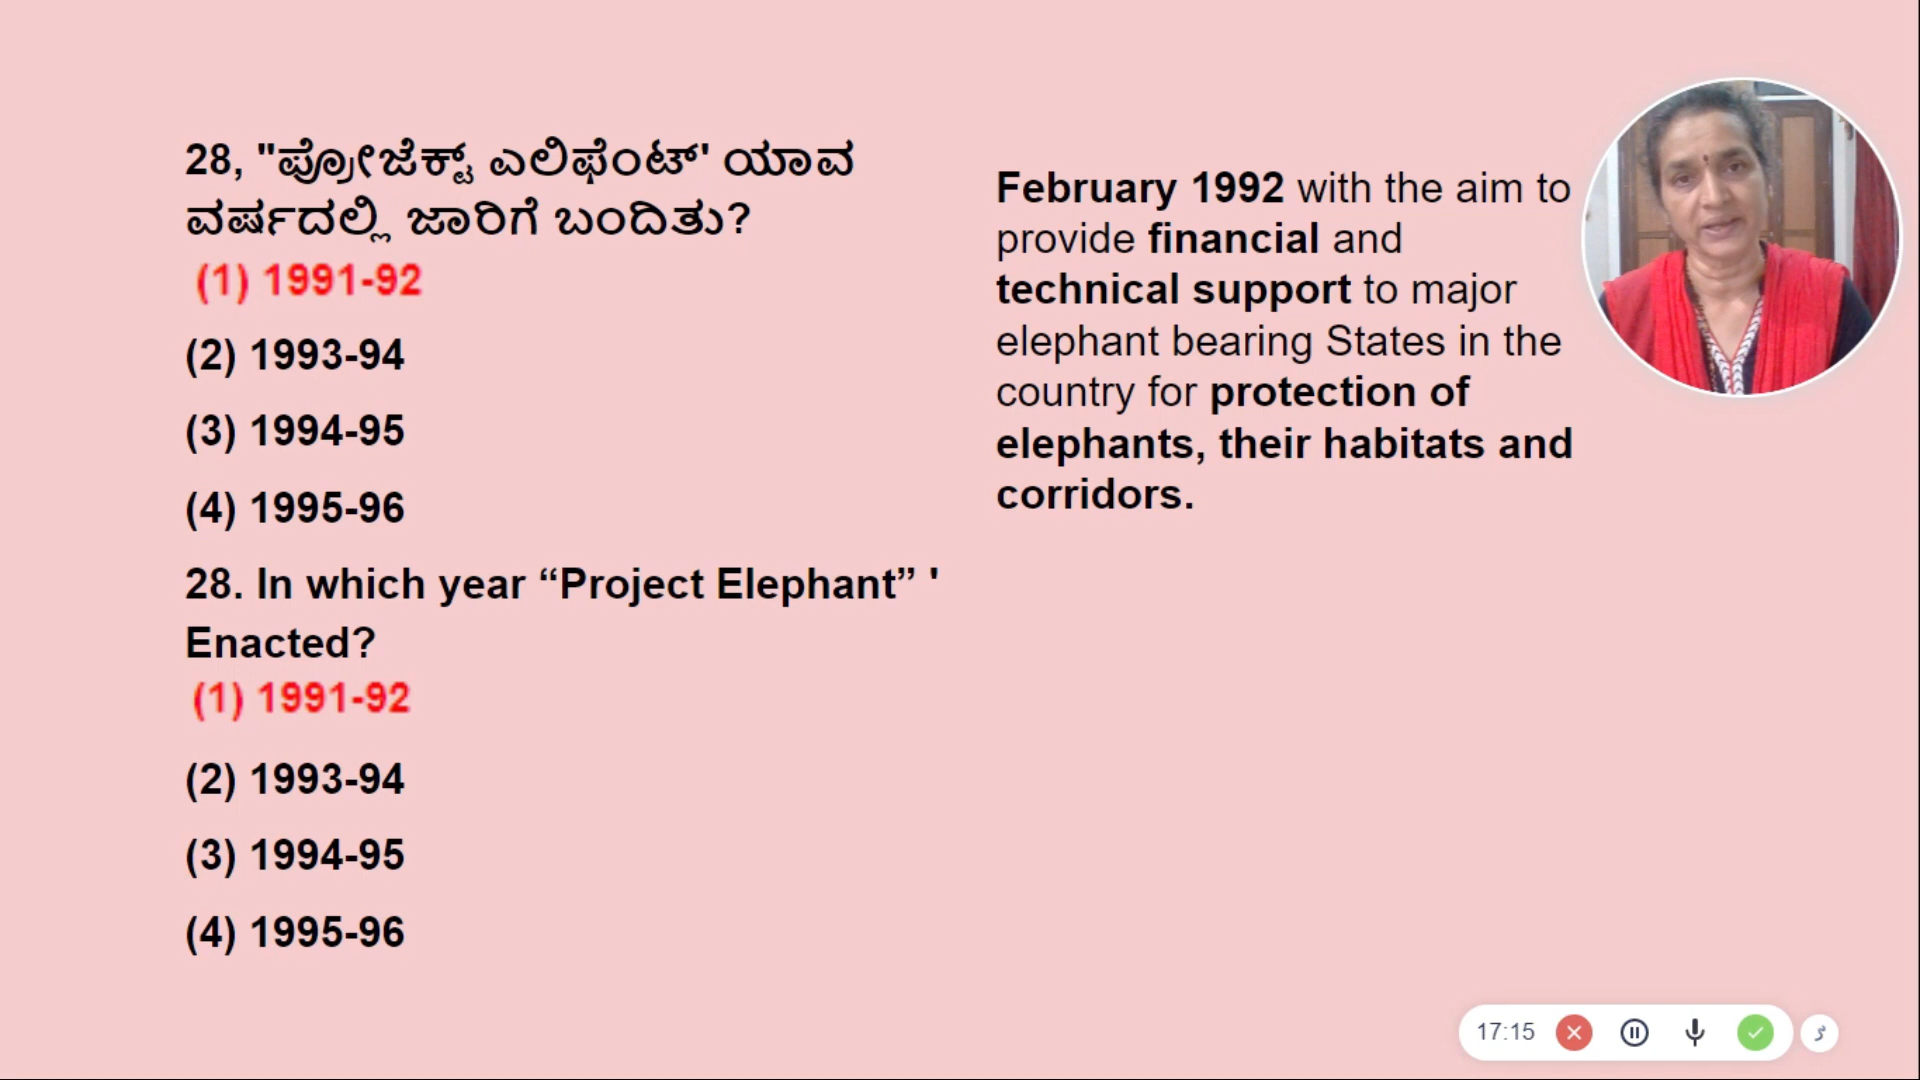 28, "ಪ್ರೋಜೆಕ್ಟ್ ಎಲಿಫೆಂಟ್' ಯಾವ
ವರ್ಷದಲ್ಲಿ ಜಾರಿಗೆ ಬಂದಿತು?
(1) 1991-92
(2) 1993-94
(3) 1994-95
(4) 1995-96
28. In which year “Project Elephant” '
Enacted?
(1) 1991-92
(2) 1993-94
(3) 1994-95
(4) 1995-96
February 1992 with the aim to
provide financial and
technical support to major
elephant bearing States in the
country for protection of
elephants, their habitats and
corridors.
17:15